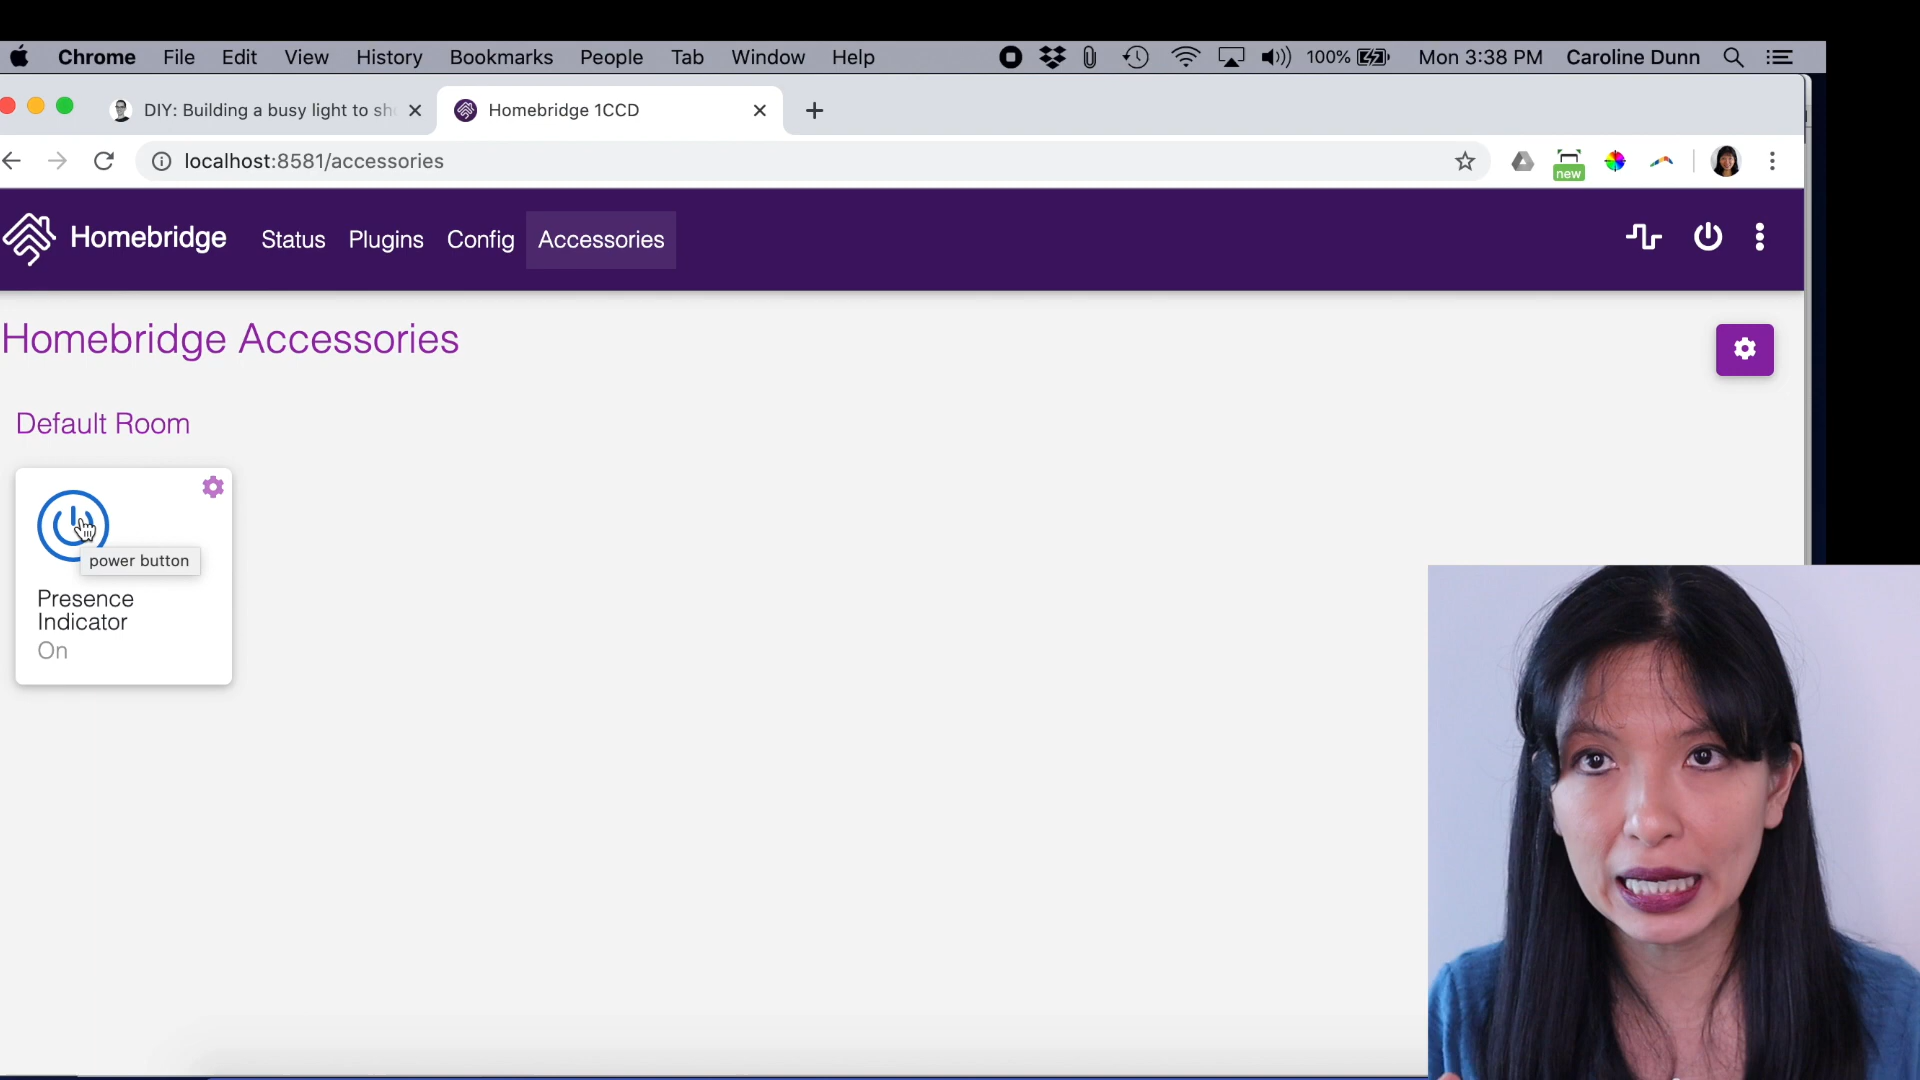 Chrome File Edit View History Bookmarks People Tab Window Help 100% Mon 3:38 PM Caroline Dunn
DIY: Building a busy light to sh
Homebridge 1CCD
localhost:8581/accessories
new
Homebridge Status Plugins Config Accessories
Homebridge Accessories
Default Room
power button
Presence
Indicator
On